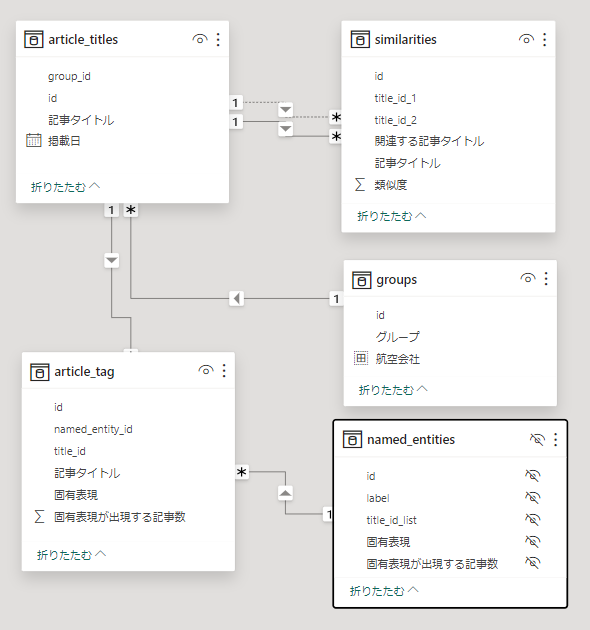 article_titles
group_id
id
記事タイトル
掲載日
折りたたむ
similarities
id
title_id_1
title_id_2
関連する記事タイトル
記事タイトル
類似度
折りたたむ
1
*
1
*
1
*
groups
id
グループ
航空会社
折りたたむ
1
article_tag
id
named_entity_id
title_id
記事タイトル
固有表現
固有表現が出現する記事数
折りたたむ
*
1
named_entities
id
label
title_id_list
固有表現
固有表現が出現する記事数
折りたたむ